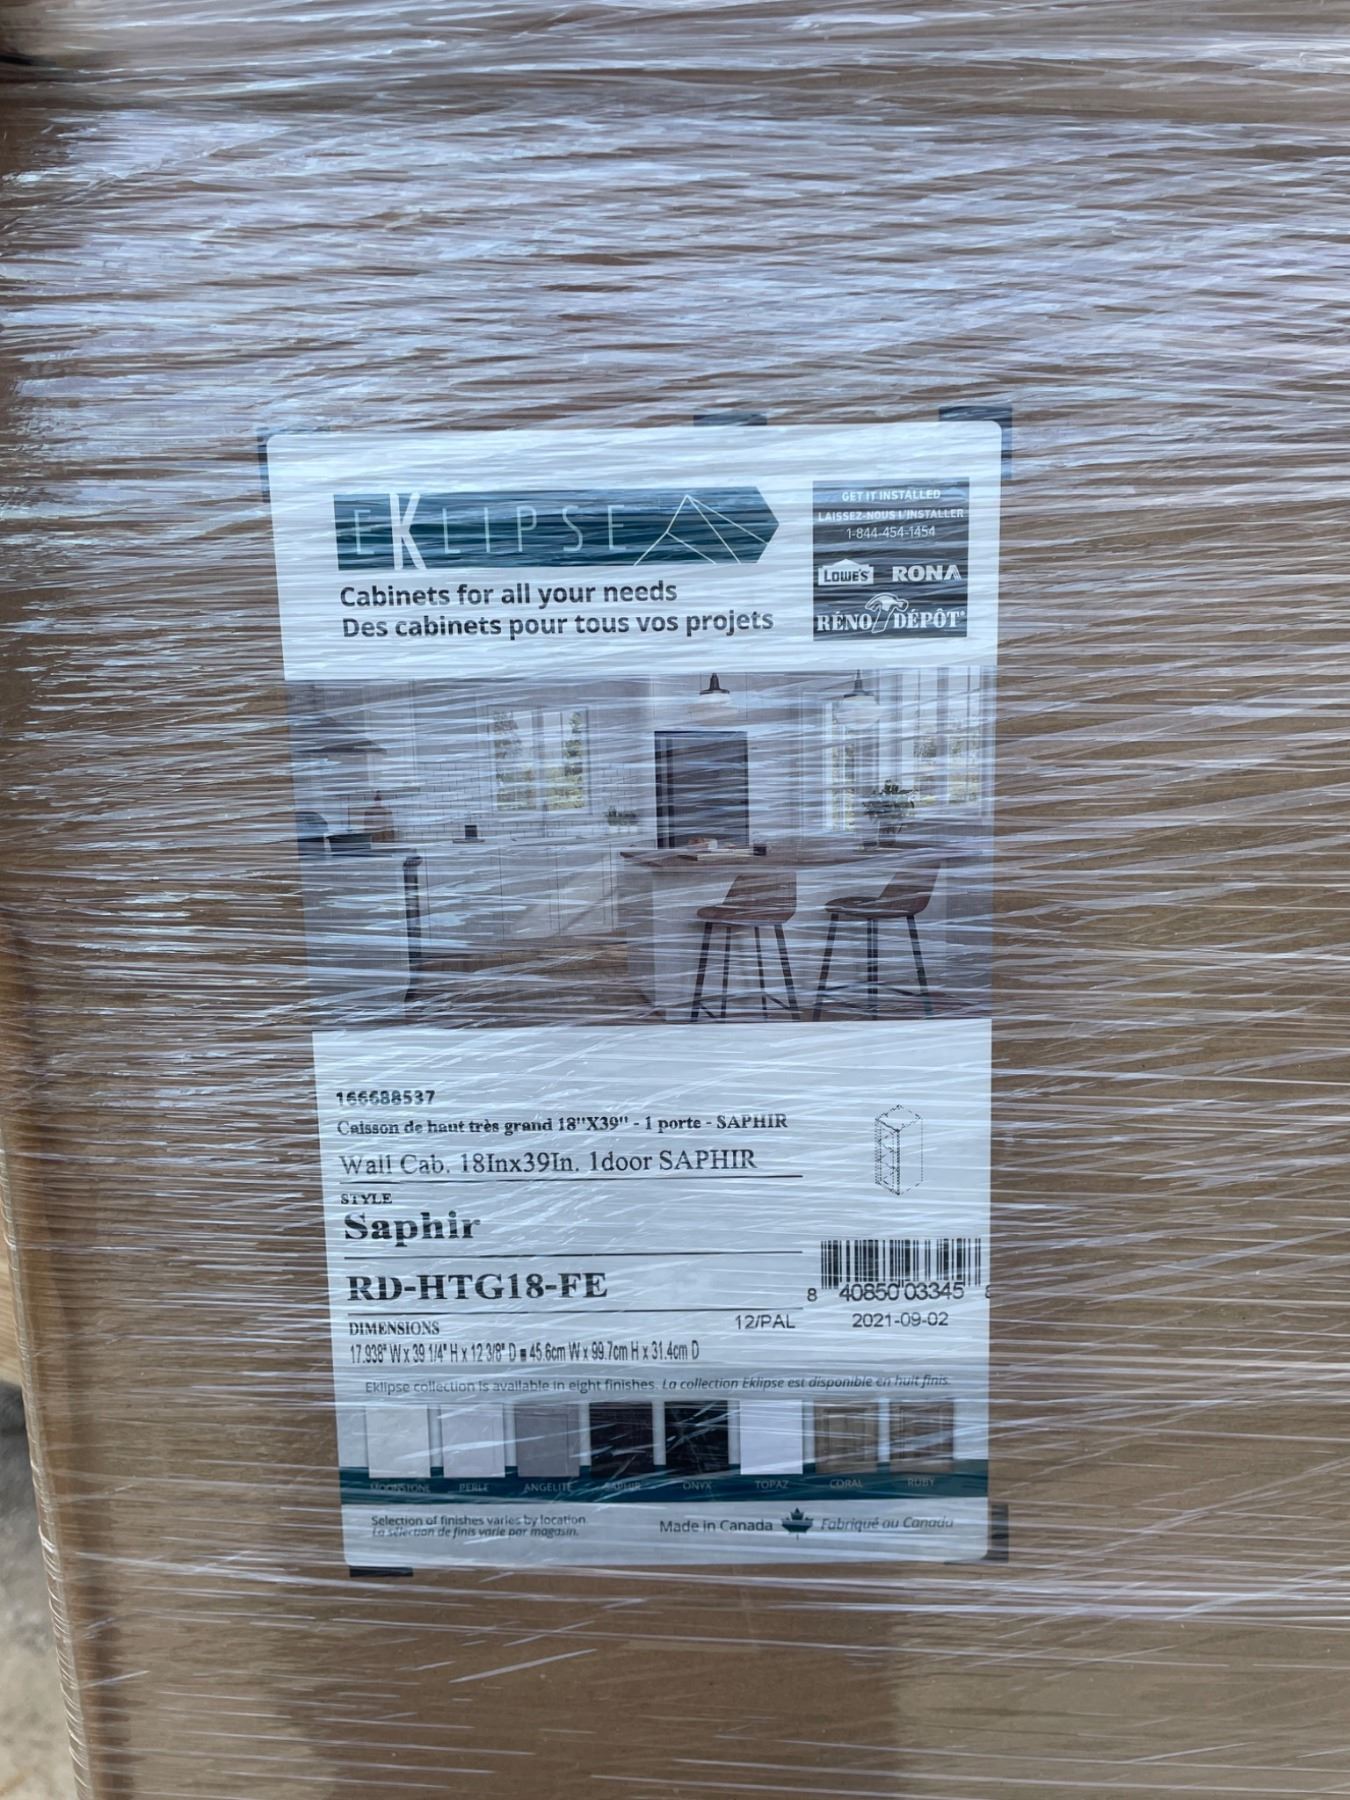 EKLIPSE
Cabinets for all your needs
Des cabinets pour tous vos projets
GET IT INSTALLED
LAISSEZ-NOUS L'INSTALLER
1-844-454-1454
LOWE'S RONA
RÉNO DÉPÔT
166688537
Caisson de haut très grand 18"X39" - 1 porte - SAPHIR
Wall Cab. 18Inx39In. 1door SAPHIR
STYLE
Saphir
RD-HTG18-FE
8 40850 03345 8
DIMENSIONS
12/PAL
2021-09-02
17.938" W x 39 1/4" H x 12 3/8" D = 45.6cm W x 99.7cm H x 31.4cm D
Eklipse collection is available in eight finishes. La collection Eklipse est disponible en huit finis.
MOONSTONE PERLE ANGELITE SAPHIR ONYX TOPAZ CORAL RUBY
Selection of finishes varies by location.
La sélection de finis varie par magasin.
Made in Canada Fabriqué au Canada